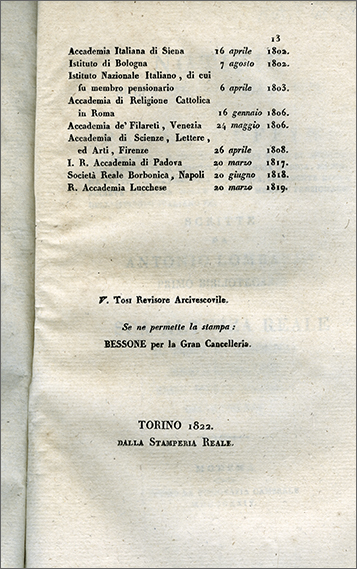 13
Accademia Italiana di Siena 16 aprile 1802.
Istituto di Bologna 7 agosto 1802.
Istituto Nazionale Italiano, di cui
fu membro pensionario 6 aprile 1803.
Accademia di Religione Cattolica
in Roma 16 gennaio 1806.
Accademia de' Filareti, Venezia 24 maggio 1806.
Accademia di Scienze, Lettere,
ed Arti, Firenze 26 aprile 1808.
I. R. Accademia di Padova 20 marzo 1817.
Società Reale Borbonica, Napoli 20 giugno 1818.
R. Accademia Lucchese 20 marzo 1819.
V. Tosi Revisore Arcivescovile.
Se ne permette la stampa:
BESSONE per la Gran Cancelleria.
TORINO 1822.
DALLA STAMPERIA REALE.